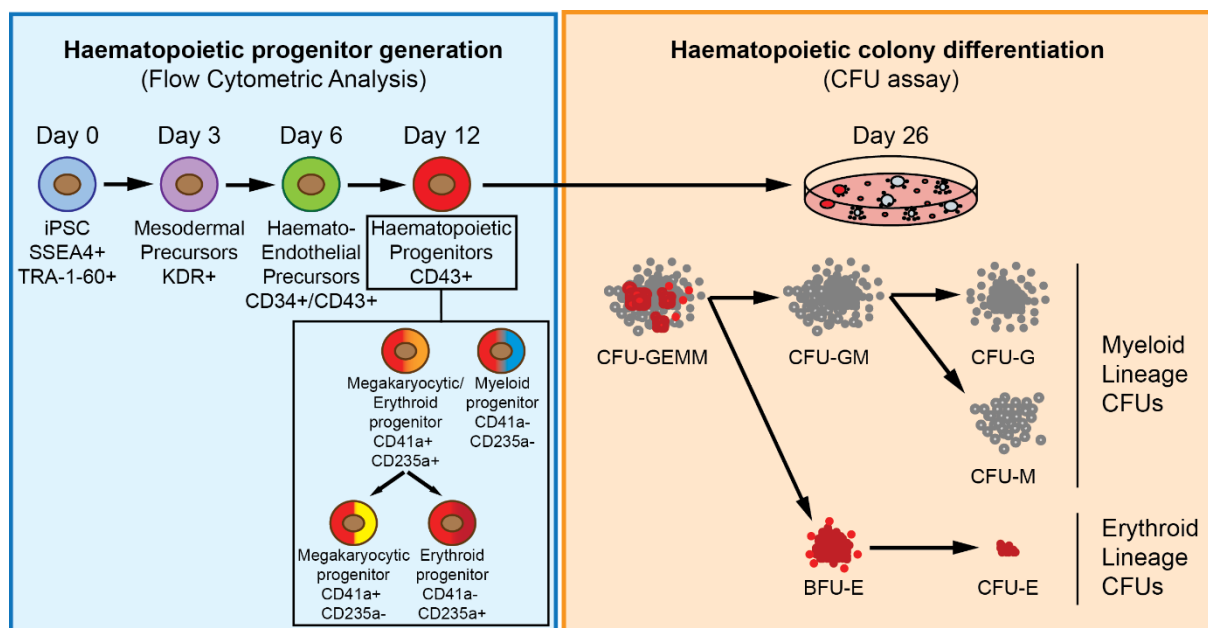 Haematopoietic progenitor generation
(Flow Cytometric Analysis)
Day 0
Day 3
Day 6
Day 12
iPSC
SSEA4+
TRA-1-60+
Mesodermal
Precursors
KDR+
Haemato-
Endothelial
Precursors
CD34+/CD43+
Haematopoietic
Progenitors
CD43+
Megakaryocytic/
Erythroid
progenitor
CD41a+
CD235a+
Myeloid
progenitor
CD41a-
CD235a-
Megakaryocytic
progenitor
CD41a+
CD235a-
Erythroid
progenitor
CD41a-
CD235a+
Haematopoietic colony differentiation
(CFU assay)
Day 26
CFU-GEMM
CFU-GM
CFU-G
CFU-M
Myeloid
Lineage
CFUs
BFU-E
CFU-E
Erythroid
Lineage
CFUs